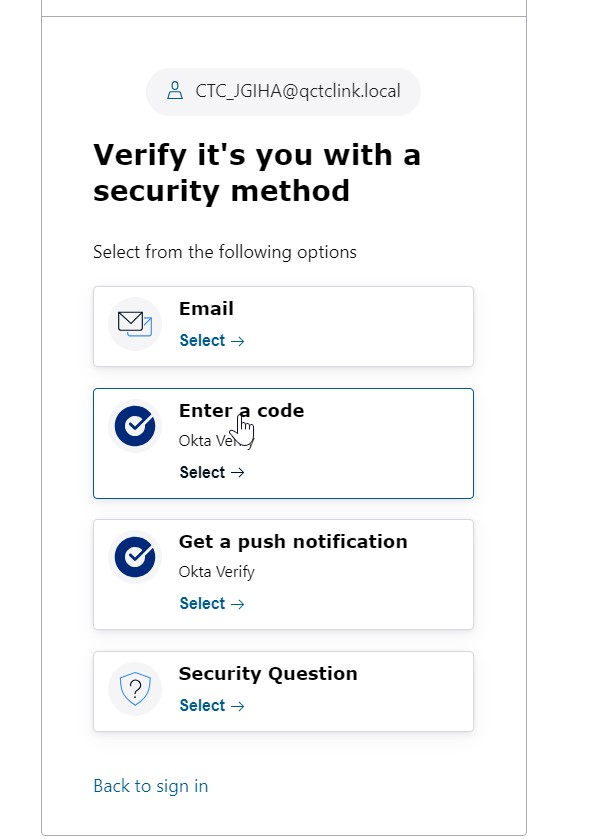 CTC_JGIHA@qctclink.local
Verify it's you with a
security method
Select from the following options
Email
Select →
Enter a code
Okta Verify
Select →
Get a push notification
Okta Verify
Select →
Security Question
Select →
Back to sign in